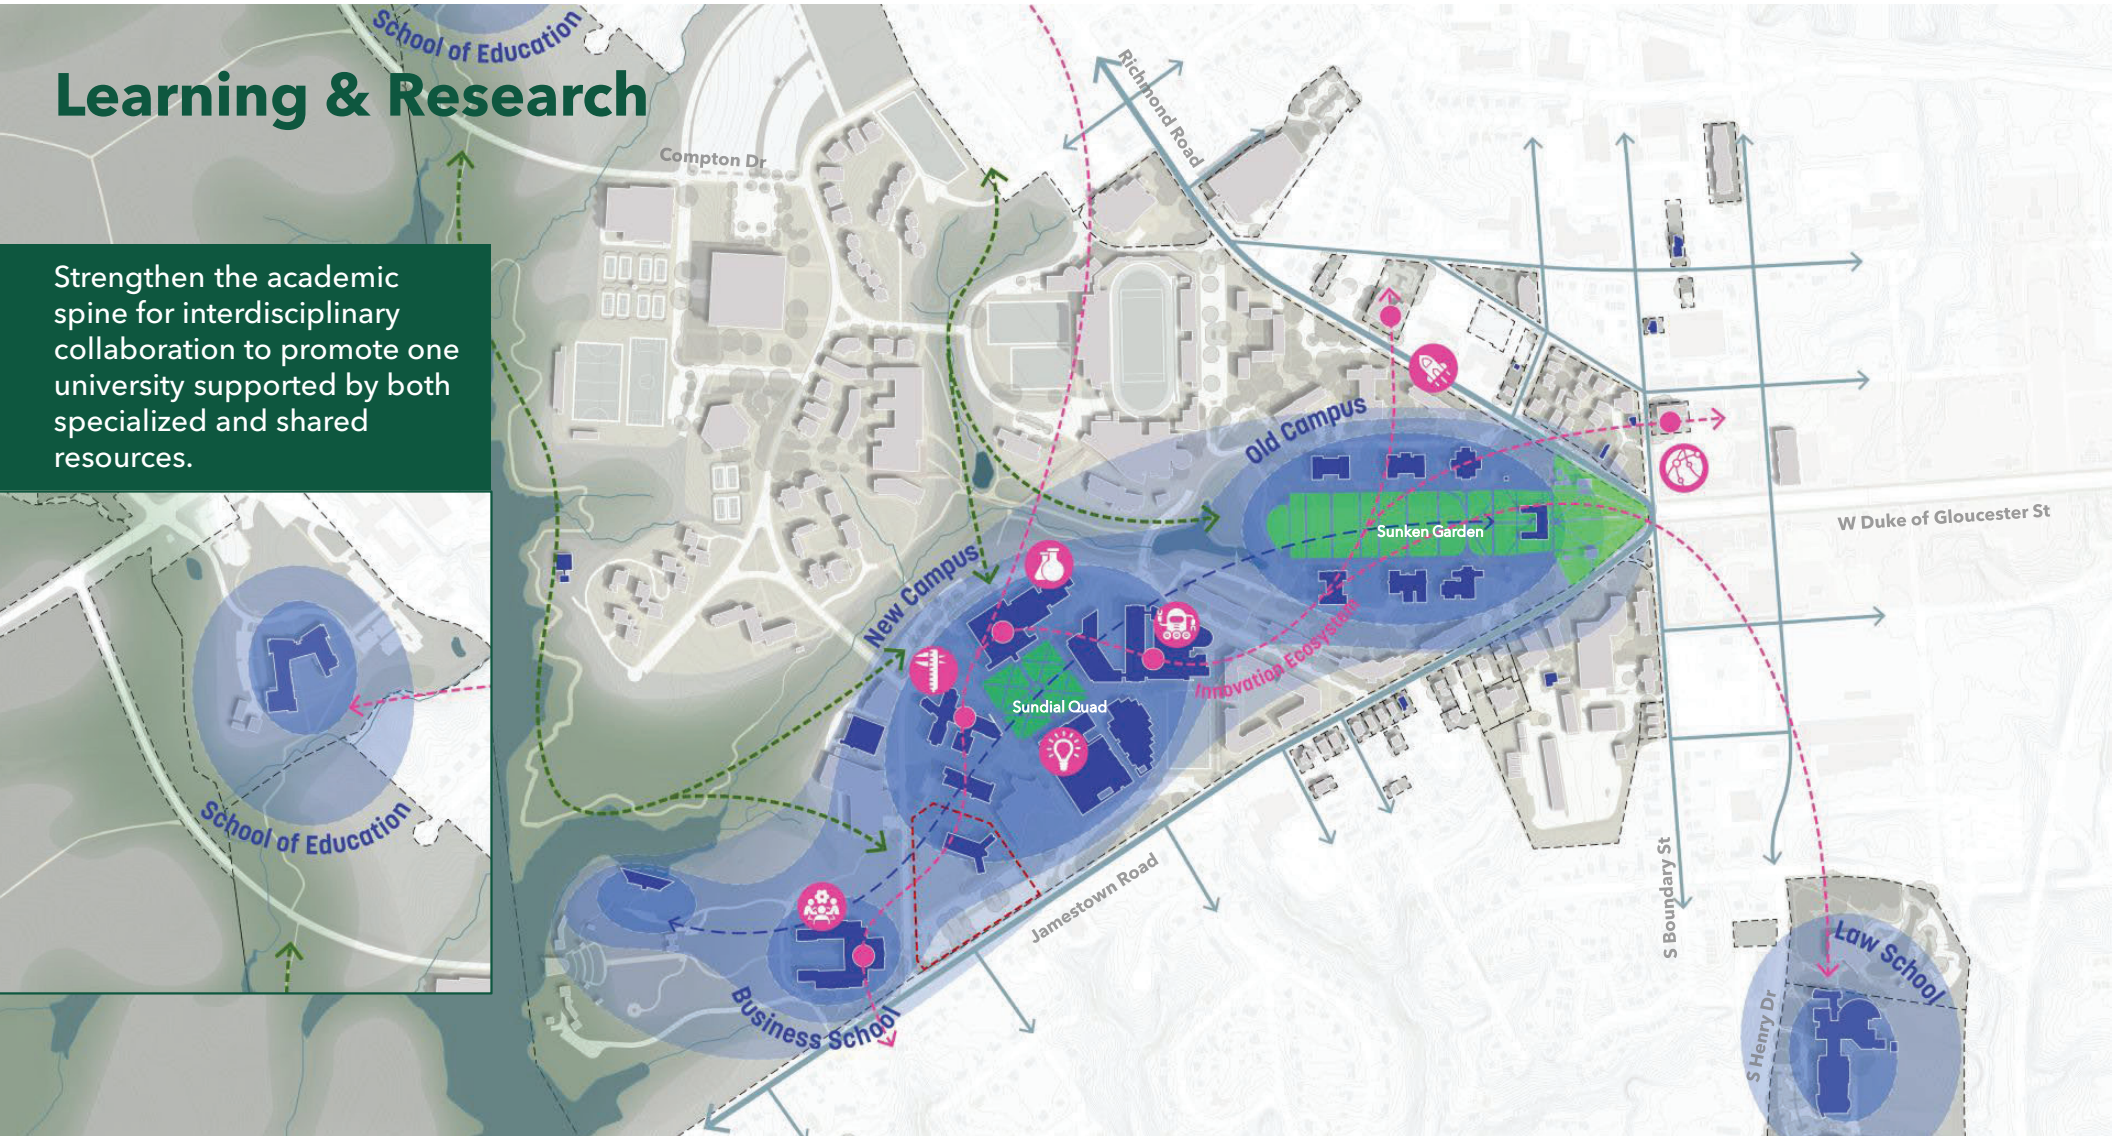 School of Education
Learning & Research
Richmond Road
Compton Dr
Strengthen the academic
spine for interdisciplinary
collaboration to promote one
university supported by both
specialized and shared
resources.
Old Campus
W Duke of Gloucester St
Sunken Garden
New Campus
Innovation Ecosystem
Sundial Quad
School of Education
Jamestown Road
S Boundary St
Law School
Business School
S Henry Dr